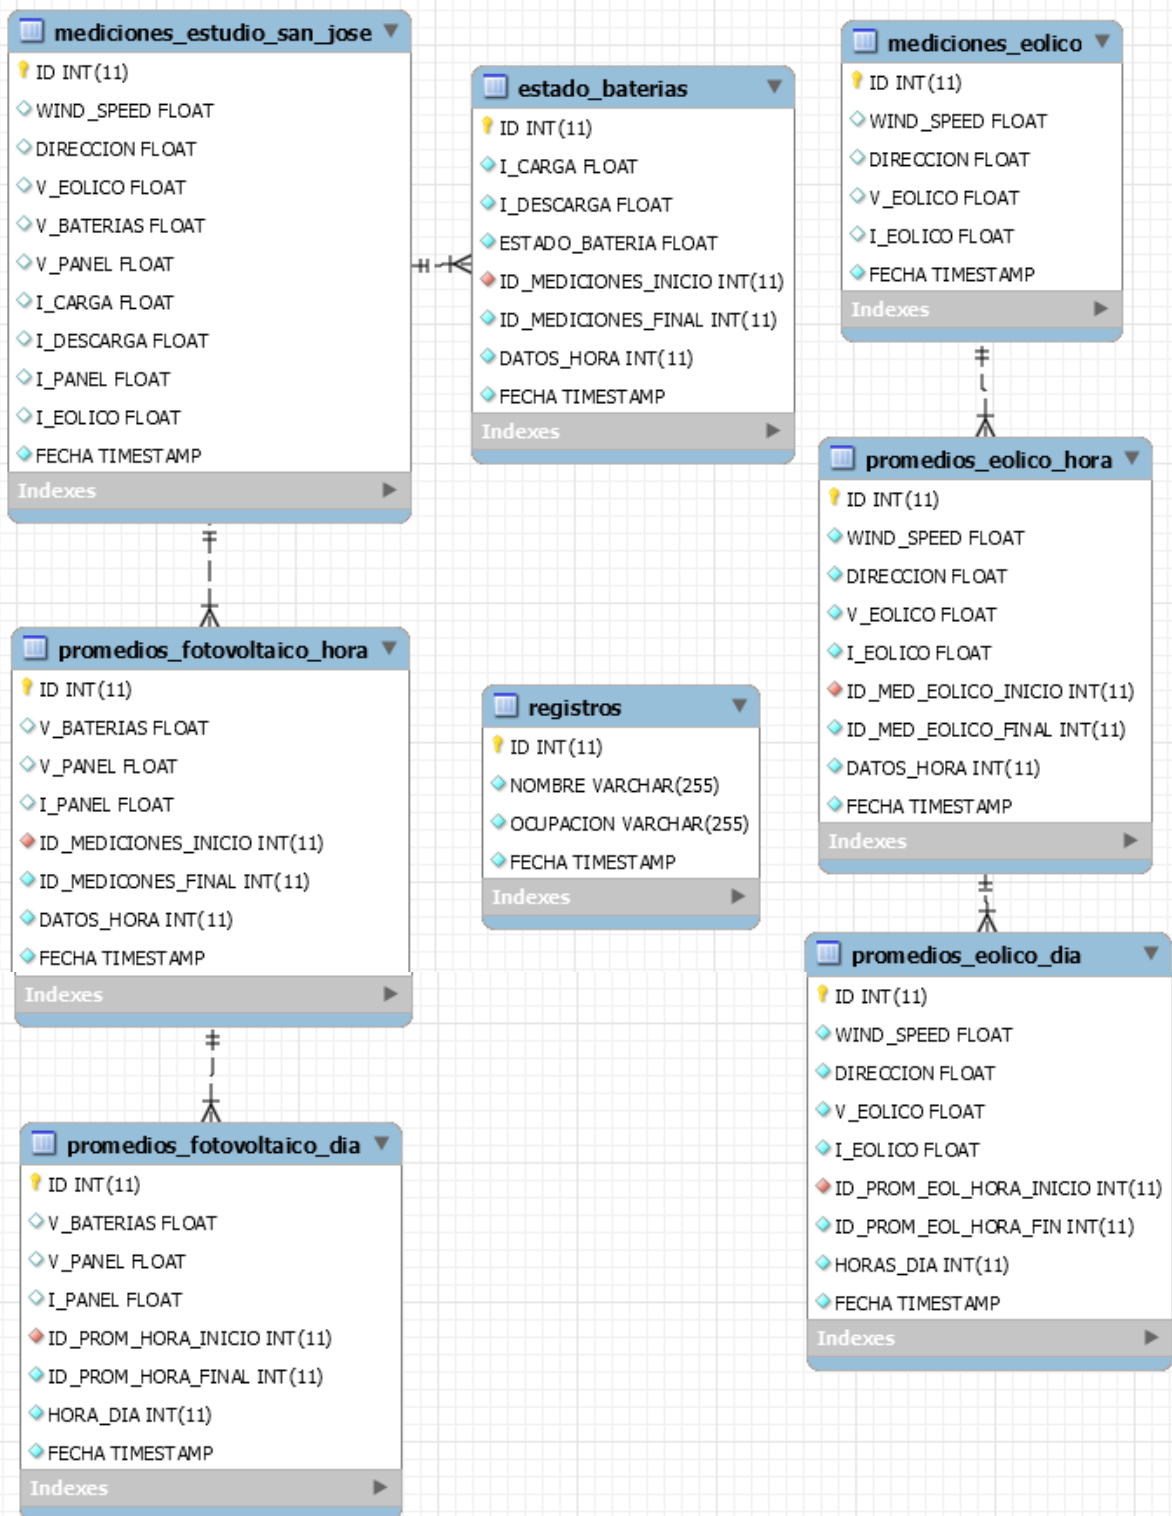 mediciones_estudio_san_jose
ID INT(11)
WIND_SPEED FLOAT
DIRECCION FLOAT
V_EOLICO FLOAT
V_BATERIAS FLOAT
V_PANEL FLOAT
I_CARGA FLOAT
I_DESCARGA FLOAT
I_PANEL FLOAT
I_EOLICO FLOAT
FECHA TIMESTAMP
Indexes
estado_baterias
ID INT(11)
I_CARGA FLOAT
I_DESCARGA FLOAT
ESTADO_BATERIA FLOAT
ID_MEDICIONES_INICIO INT(11)
ID_MEDICIONES_FINAL INT(11)
DATOS_HORA INT(11)
FECHA TIMESTAMP
Indexes
mediciones_eolico
ID INT(11)
WIND_SPEED FLOAT
DIRECCION FLOAT
V_EOLICO FLOAT
I_EOLICO FLOAT
FECHA TIMESTAMP
Indexes
promedios_fotovoltaico_hora
ID INT(11)
V_BATERIAS FLOAT
V_PANEL FLOAT
I_PANEL FLOAT
ID_MEDICIONES_INICIO INT(11)
ID_MEDICONES_FINAL INT(11)
DATOS_HORA INT(11)
FECHA TIMESTAMP
Indexes
registros
ID INT(11)
NOMBRE VARCHAR(255)
OCUPACION VARCHAR(255)
FECHA TIMESTAMP
Indexes
promedios_eolico_hora
ID INT(11)
WIND_SPEED FLOAT
DIRECCION FLOAT
V_EOLICO FLOAT
I_EOLICO FLOAT
ID_MED_EOLICO_INICIO INT(11)
ID_MED_EOLICO_FINAL INT(11)
DATOS_HORA INT(11)
FECHA TIMESTAMP
Indexes
promedios_fotovoltaico_dia
ID INT(11)
V_BATERIAS FLOAT
V_PANEL FLOAT
I_PANEL FLOAT
ID_PROM_HORA_INICIO INT(11)
ID_PROM_HORA_FINAL INT(11)
HORA_DIA INT(11)
FECHA TIMESTAMP
Indexes
promedios_eolico_dia
ID INT(11)
WIND_SPEED FLOAT
DIRECCION FLOAT
V_EOLICO FLOAT
I_EOLICO FLOAT
ID_PROM_EOL_HORA_INICIO INT(11)
ID_PROM_EOL_HORA_FIN INT(11)
HORAS_DIA INT(11)
FECHA TIMESTAMP
Indexes